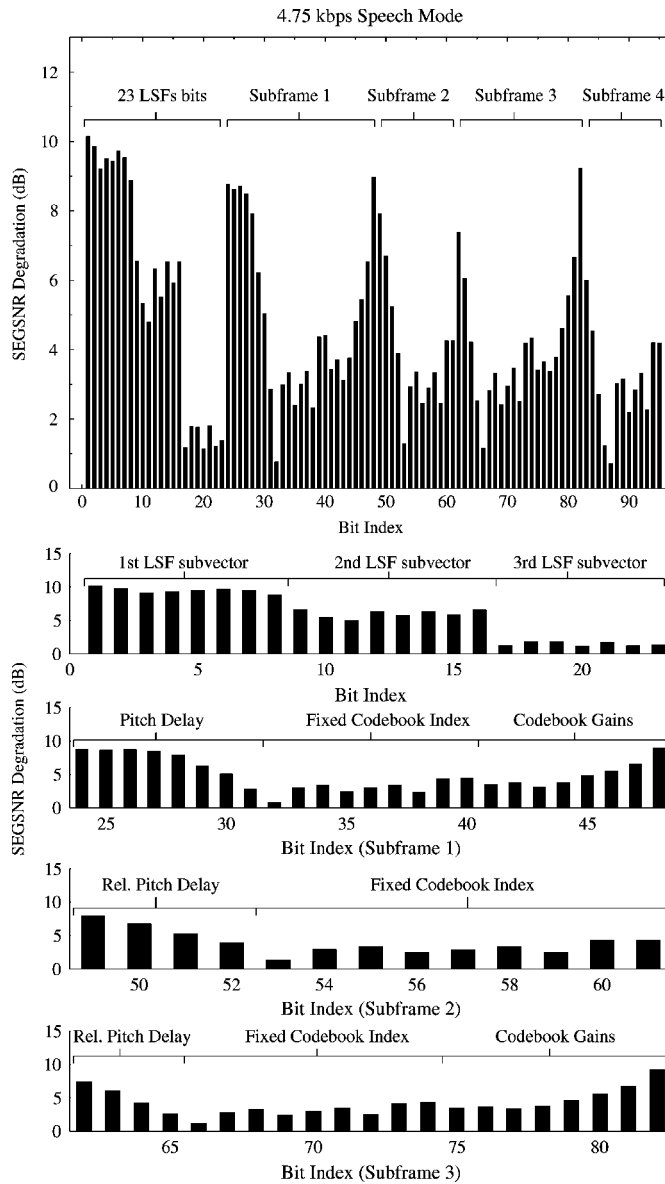 4.75 kbps Speech Mode
12
10
8
6
4
2
0
SEGSNR Degradation (dB)
23 LSFs bits
Subframe 1
Subframe 2
Subframe 3
Subframe 4
0 10 20 30 40 50 60 70 80 90
Bit Index
SEGSNR Degradation (dB)
15
10
5
0
1st LSF subvector
2nd LSF subvector
3rd LSF subvector
0 5 10 15 20
Bit Index
15
10
5
0
Pitch Delay
Fixed Codebook Index
Codebook Gains
25 30 35 40 45
Bit Index (Subframe 1)
15
10
5
0
Rel. Pitch Delay
Fixed Codebook Index
50 52 54 56 58 60
Bit Index (Subframe 2)
15
10
5
0
Rel. Pitch Delay
Fixed Codebook Index
Codebook Gains
65 70 75 80
Bit Index (Subframe 3)